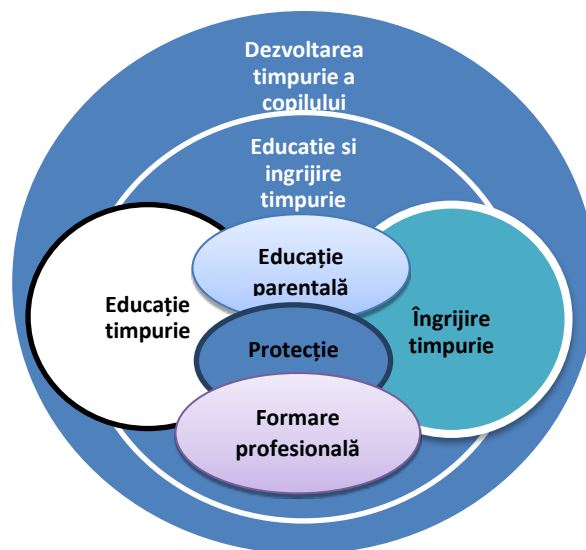 Dezvoltarea
timpurie a
copilului
Educatie si
ingrijire
timpurie
Educație
parentală
Educație
timpurie
Îngrijire
timpurie
Protecție
Formare
profesională